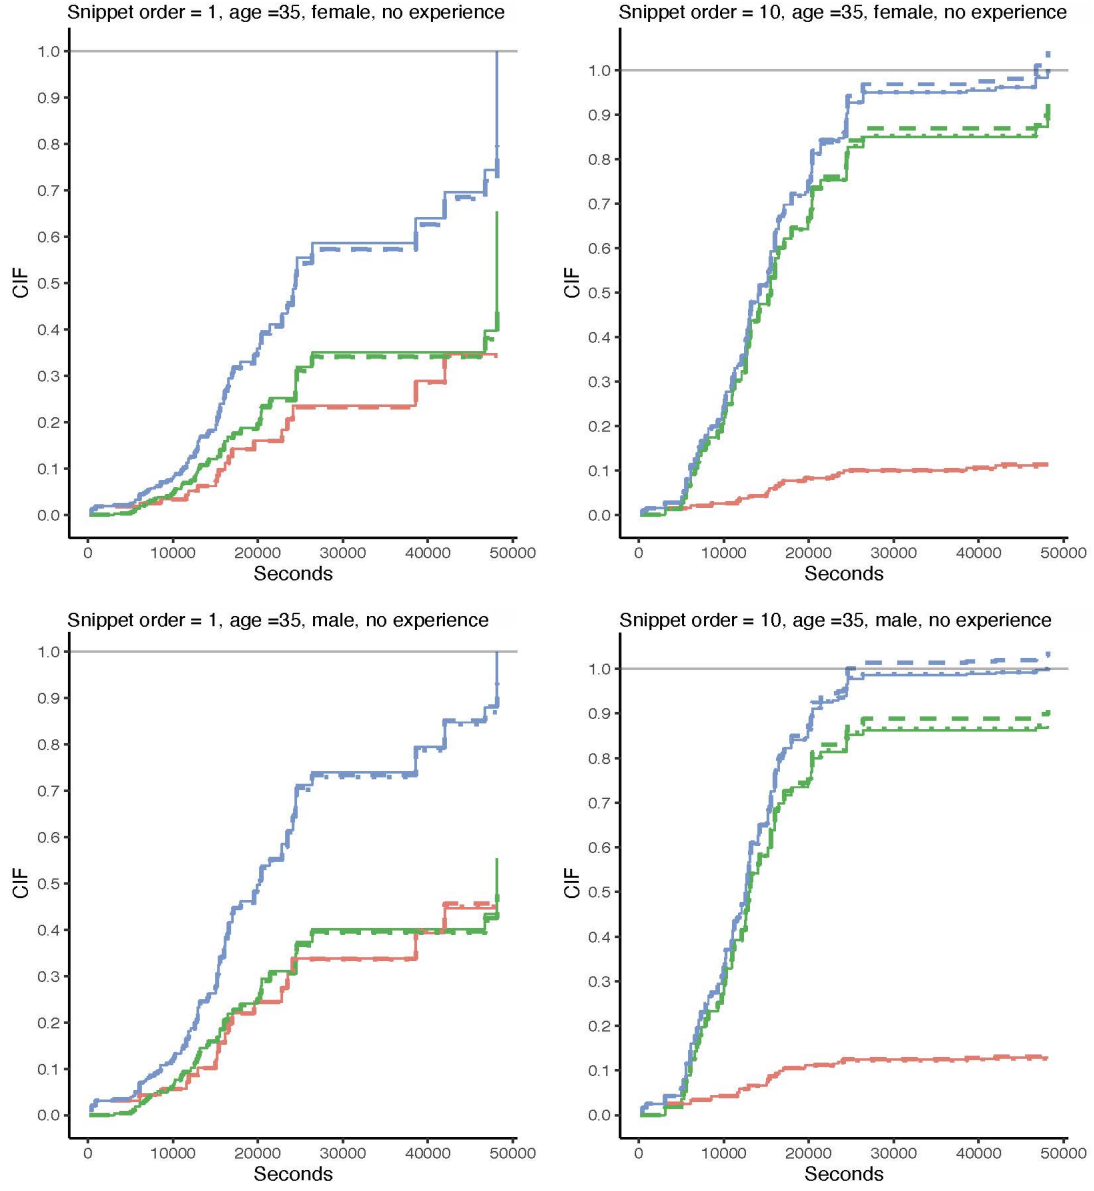 Snippet order = 1, age =35, female, no experience
1.0
0.9
0.8
0.7
0.6
0.5
0.4
0.3
0.2
0.1
0.0
CIF
0 10000 20000 30000 40000 50000
Seconds
Snippet order = 10, age =35, female, no experience
1.0
0.9
0.8
0.7
0.6
0.5
0.4
0.3
0.2
0.1
0.0
CIF
0 10000 20000 30000 40000 50000
Seconds
Snippet order = 1, age =35, male, no experience
1.0
0.9
0.8
0.7
0.6
0.5
0.4
0.3
0.2
0.1
0.0
CIF
0 10000 20000 30000 40000 50000
Seconds
Snippet order = 10, age =35, male, no experience
1.0
0.9
0.8
0.7
0.6
0.5
0.4
0.3
0.2
0.1
0.0
CIF
0 10000 20000 30000 40000 50000
Seconds